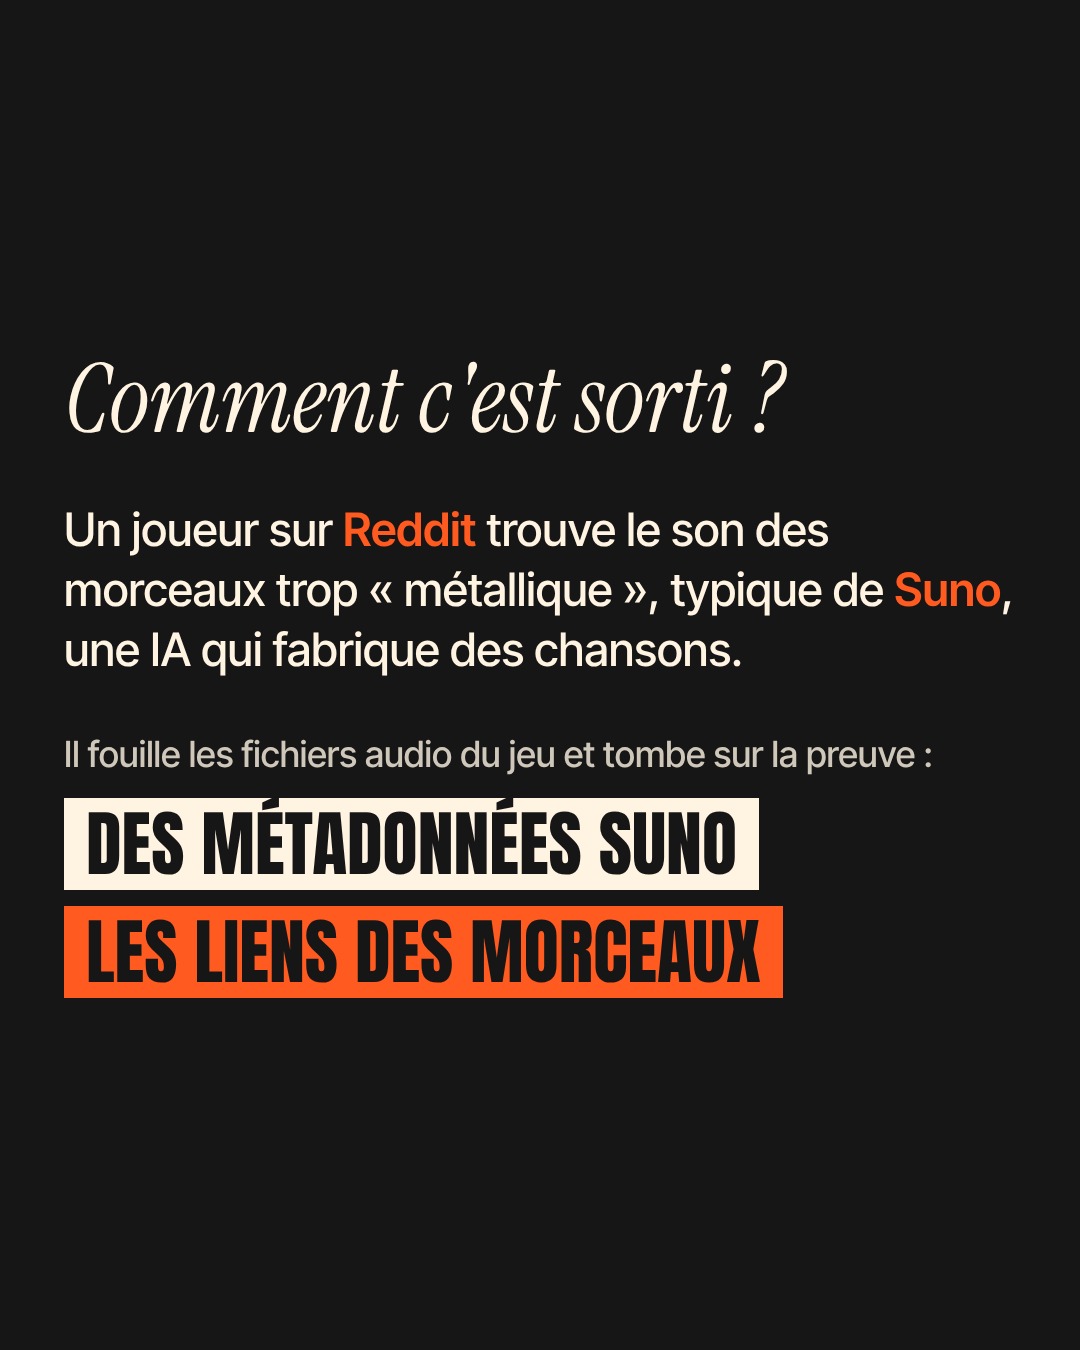 Comment c'est sorti ?
Un joueur sur Reddit trouve le son des
morceaux trop « métallique », typique de Suno,
une IA qui fabrique des chansons.
Il fouille les fichiers audio du jeu et tombe sur la preuve :
DES MÉTADONNÉES SUNO
LES LIENS DES MORCEAUX